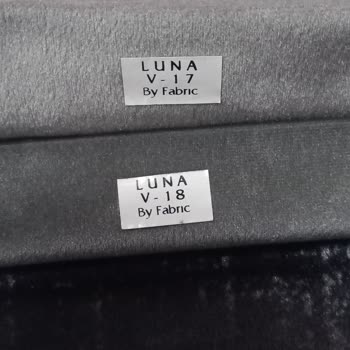 LUNA
V - 17
By Fabric
LUNA
V - 18
By Fabric